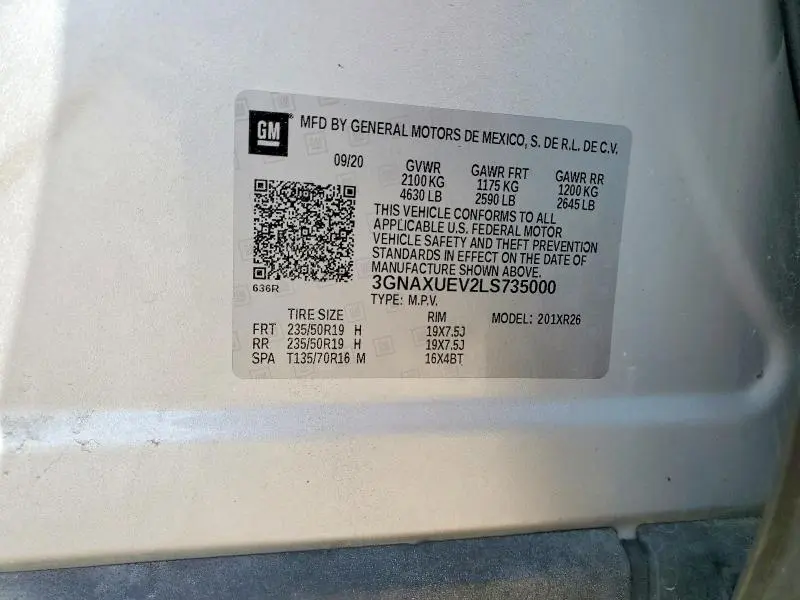 GM
MFD BY GENERAL MOTORS DE MEXICO, S. DE R.L. DE C.V.
09/20 GVWR GAWR FRT GAWR RR
2100 KG 1175 KG 1200 KG
4630 LB 2590 LB 2645 LB
THIS VEHICLE CONFORMS TO ALL
APPLICABLE U.S. FEDERAL MOTOR
VEHICLE SAFETY AND THEFT PREVENTION
STANDARDS IN EFFECT ON THE DATE OF
MANUFACTURE SHOWN ABOVE.
636R 3GNAXUEV2LS735000
TYPE: M.P.V.
TIRE SIZE RIM MODEL: 201XR26
FRT 235/50R19 H 19X7.5J
RR 235/50R19 H 19X7.5J
SPA T135/70R16 M 16X4BT